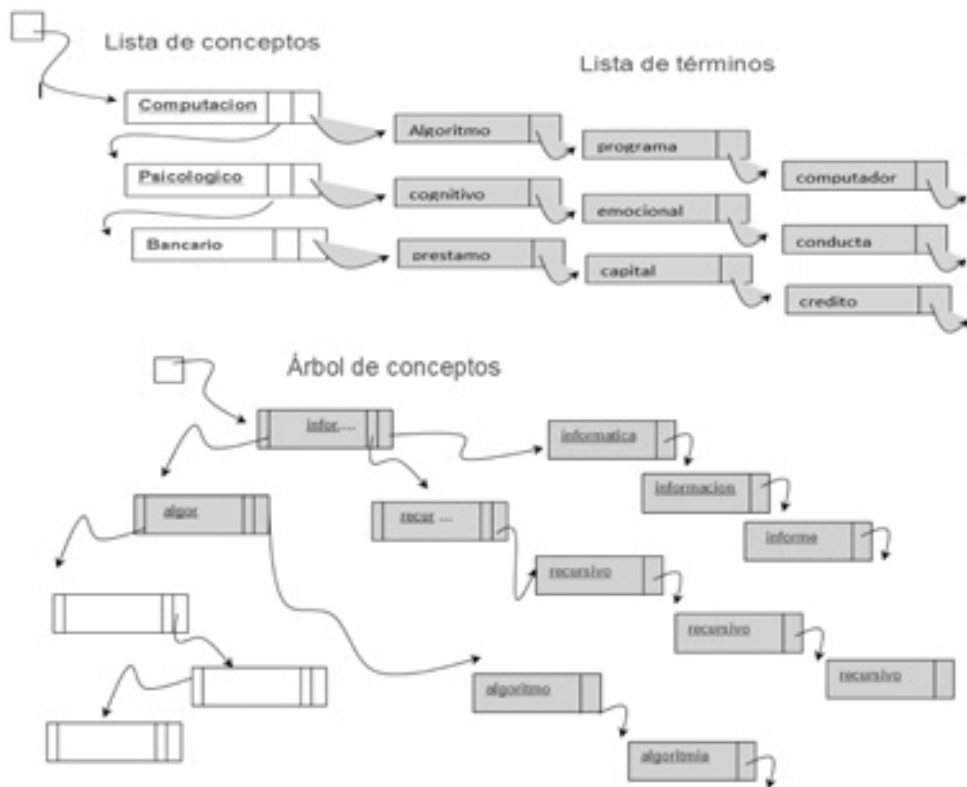 Lista de conceptos
Lista de términos
Computacion
Algoritmo
programa
computador
Psicologico
cognitivo
emocional
conducta
Bancario
prestamo
capital
credito
Árbol de conceptos
infor....
informatica
informacion
informe
algor
recur ...
recursivo
recursivo
recursivo
algoritmo
algoritmia